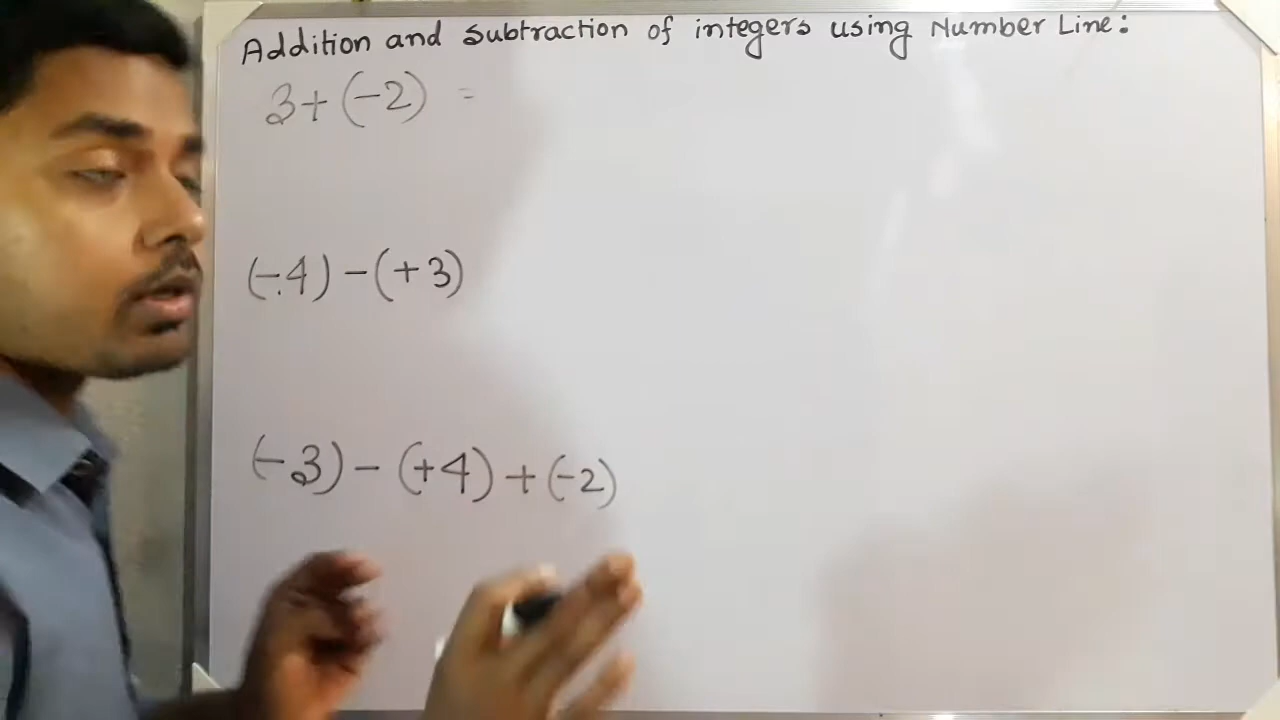 Addition and Subtraction of integers using Number Line:
3+(-2) =
(-4)-(+3)
(-3)-(+4)+(-2)